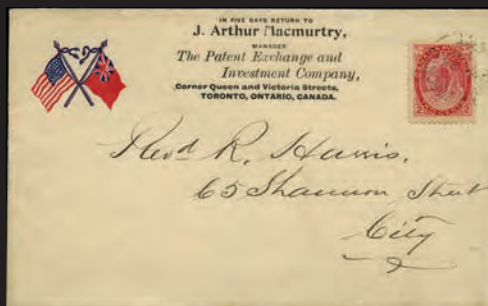 IN FIVE DAYS RETURN TO
J. Arthur Macmurtry,
MANAGER
The Patent Exchange and
Investment Company,
Corner Queen and Victoria Streets,
TORONTO, ONTARIO, CANADA.
Revd R. Harris.
65 Shannon Street
City